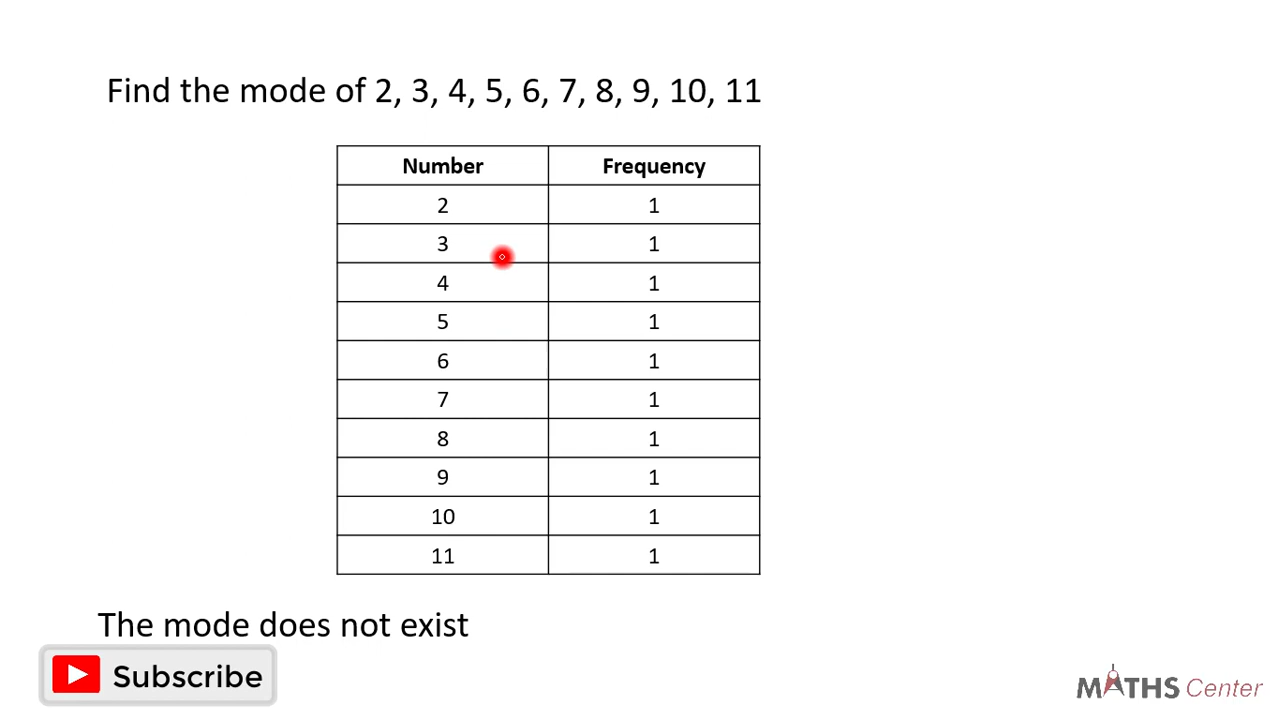 Find the mode of 2, 3, 4, 5, 6, 7, 8, 9, 10, 11
Number Frequency
2 1
3 1
4 1
5 1
6 1
7 1
8 1
9 1
10 1
11 1
The mode does not exist
Subscribe
MATHS Center